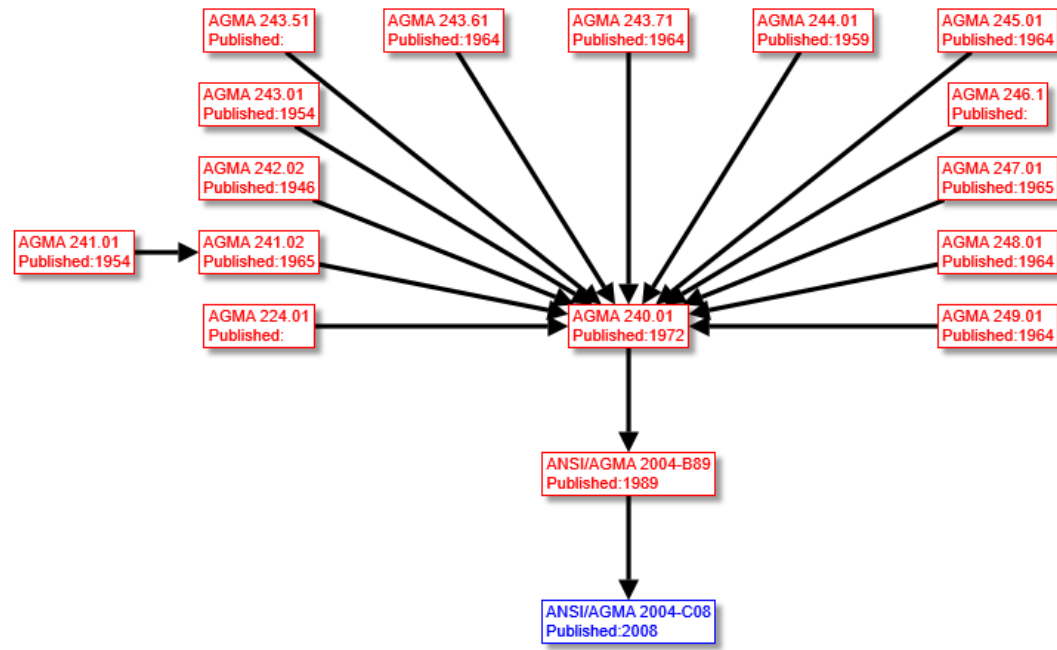 AGMA 243.51
Published:
AGMA 243.61
Published:1964
AGMA 243.71
Published:1964
AGMA 244.01
Published:1959
AGMA 245.01
Published:1964
AGMA 243.01
Published:1954
AGMA 246.1
Published:
AGMA 242.02
Published:1946
AGMA 247.01
Published:1965
AGMA 241.01
Published:1954
AGMA 241.02
Published:1965
AGMA 248.01
Published:1964
AGMA 224.01
Published:
AGMA 240.01
Published:1972
AGMA 249.01
Published:1964
ANSI/AGMA 2004-B89
Published:1989
ANSI/AGMA 2004-C08
Published:2008